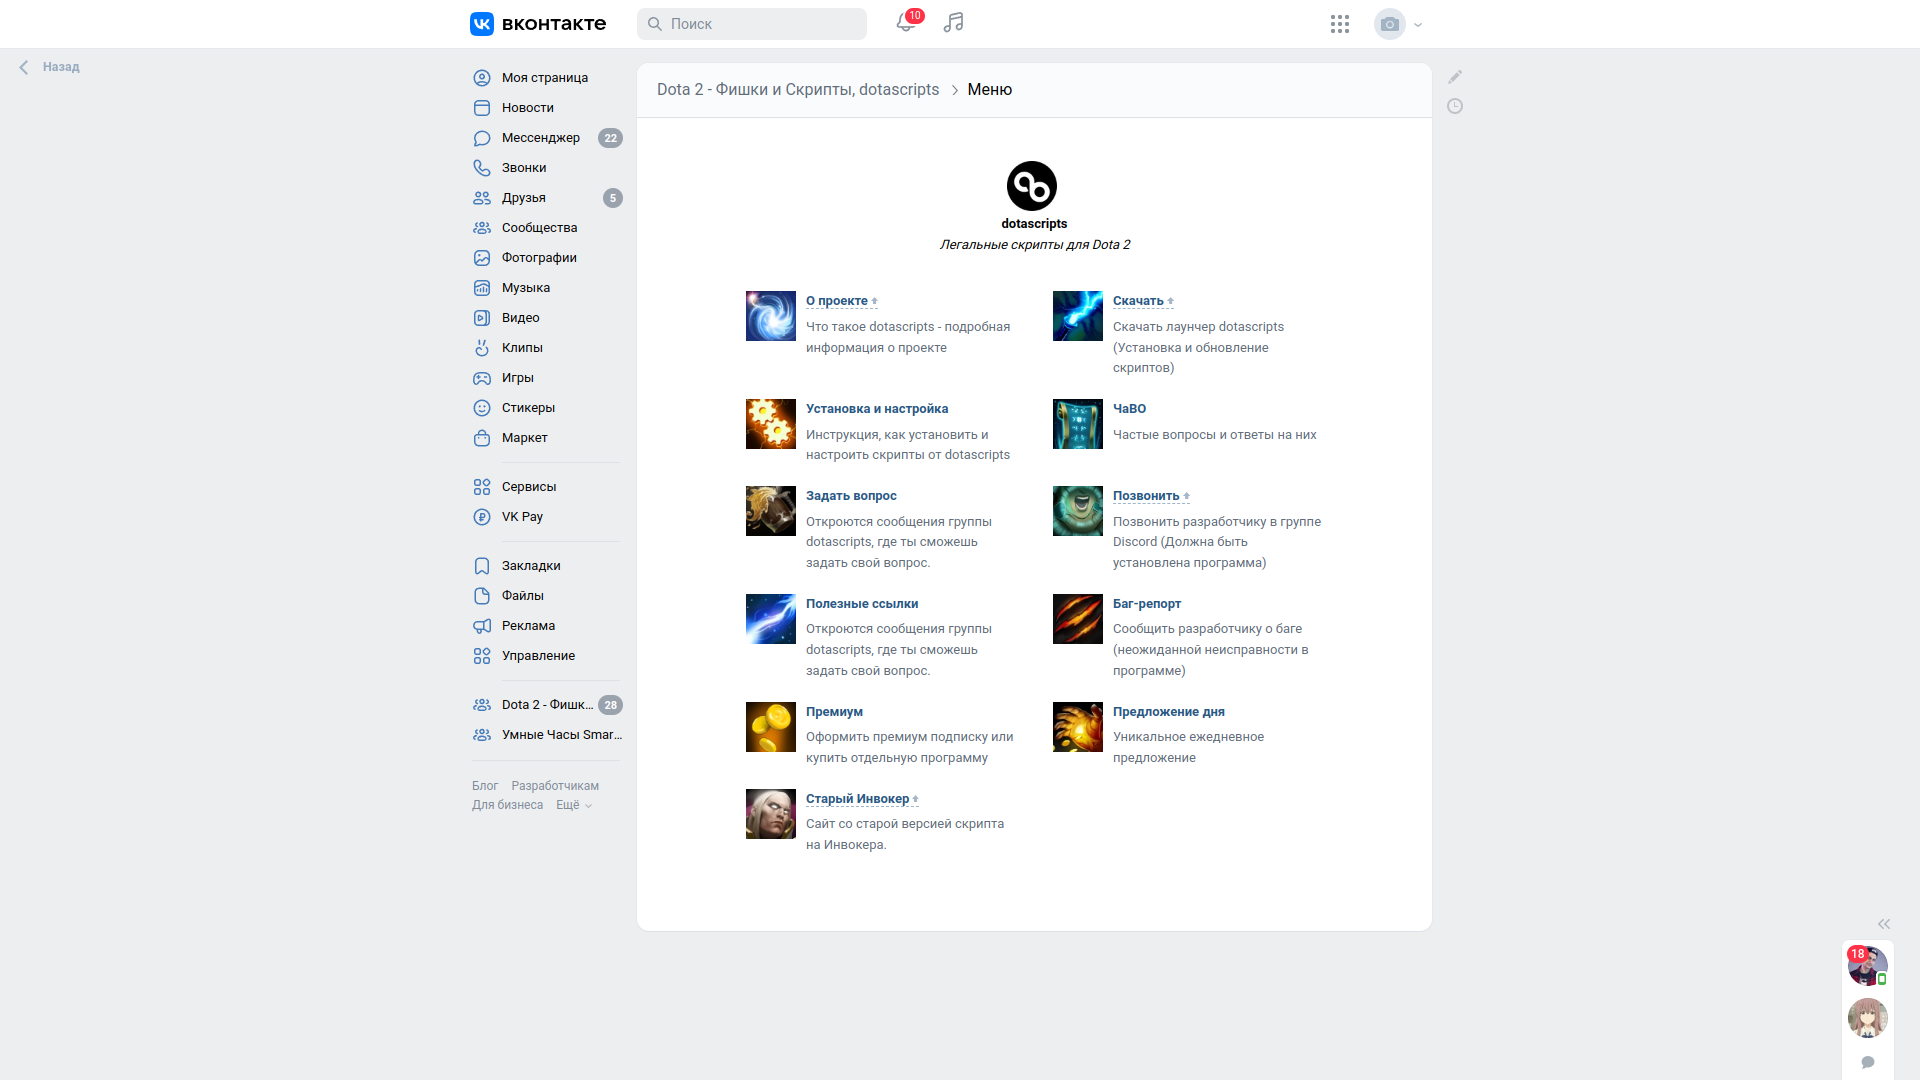 вконтакте
Поиск
10
Назад
Моя страница
Новости
Мессенджер 22
Звонки
Друзья 5
Сообщества
Фотографии
Музыка
Видео
Клипы
Игры
Стикеры
Маркет
Сервисы
VK Pay
Закладки
Файлы
Реклама
Управление
Dota 2 - Фишк... 28
Умные Часы Smar...
Блог Разработчикам
Для бизнеса Ещё
Dota 2 - Фишки и Скрипты, dotascripts > Меню
dotascripts
Легальные скрипты для Dota 2
О проекте
Что такое dotascripts - подробная
информация о проекте
Скачать
Скачать лаунчер dotascripts
(Установка и обновление
скриптов)
Установка и настройка
Инструкция, как установить и
настроить скрипты от dotascripts
ЧаВО
Частые вопросы и ответы на них
Задать вопрос
Откроются сообщения группы
dotascripts, где ты сможешь
задать свой вопрос.
Позвонить
Позвонить разработчику в группе
Discord (Должна быть
установлена программа)
Полезные ссылки
Откроются сообщения группы
dotascripts, где ты сможешь
задать свой вопрос.
Баг-репорт
Сообщить разработчику о баге
(неожиданной неисправности в
программе)
Премиум
Оформить премиум подписку или
купить отдельную программу
Предложение дня
Уникальное ежедневное
предложение
Старый Инвокер
Сайт со старой версией скрипта
на Инвокера.
18